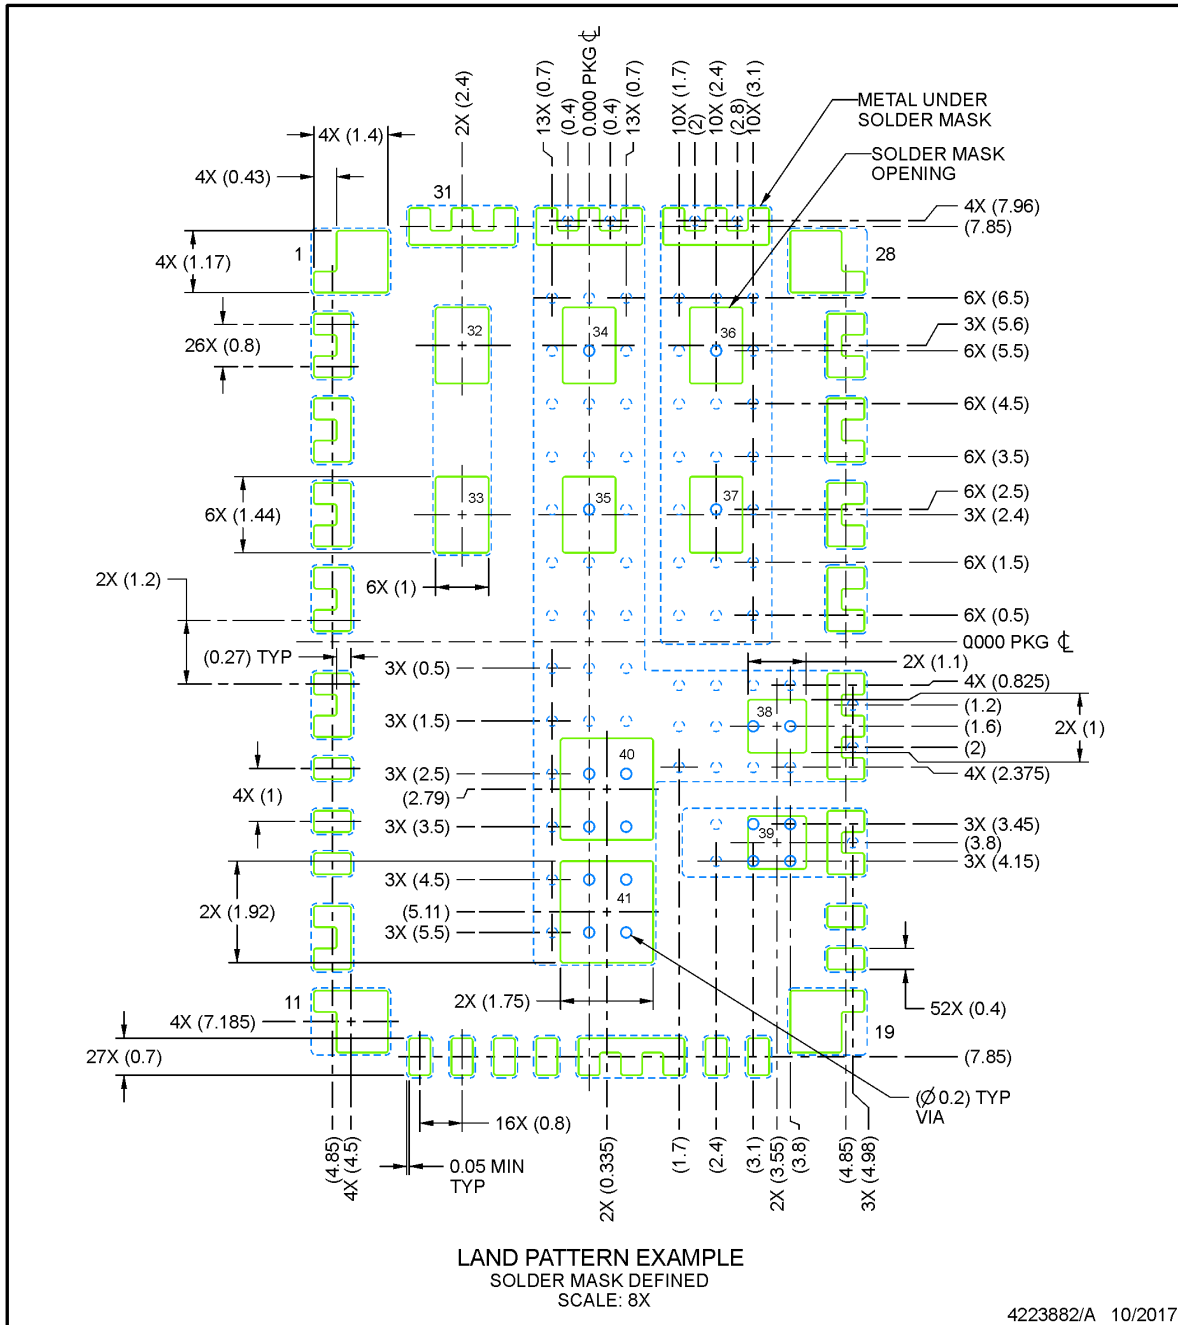 2X (2.4)
13X (0.7)
(0.4)
0.000 PKG ℄
(0.4)
13X (0.7)
10X (1.7)
(2)
10X (2.4)
(2.8)
10X (3.1)
METAL UNDER
SOLDER MASK
SOLDER MASK
OPENING
4X (1.4)
4X (0.43)
31
4X (7.96)
(7.85)
1
28
4X (1.17)
6X (6.5)
32
34
36
3X (5.6)
26X (0.8)
6X (5.5)
6X (4.5)
6X (3.5)
33
35
37
6X (2.5)
6X (1.44)
3X (2.4)
6X (1.5)
2X (1.2)
6X (1)
6X (0.5)
0.000 PKG ℄
(0.27) TYP
3X (0.5)
2X (1.1)
4X (0.825)
(1.2)
38
3X (1.5)
(1.6)
2X (1)
(2)
40
3X (2.5)
4X (2.375)
4X (1)
(2.79)
3X (3.5)
39
3X (3.45)
(3.8)
3X (4.15)
3X (4.5)
41
2X (1.92)
(5.11)
3X (5.5)
11
2X (1.75)
52X (0.4)
4X (7.185)
19
27X (0.7)
(7.85)
(Ø0.2) TYP
VIA
16X (0.8)
0.05 MIN
TYP
(4.85)
4X (4.5)
2X (0.335)
(1.7)
(2.4)
(3.1)
2X (3.55)
(3.8)
(4.85)
3X (4.98)
LAND PATTERN EXAMPLE
SOLDER MASK DEFINED
SCALE: 8X
4223882/A 10/2017